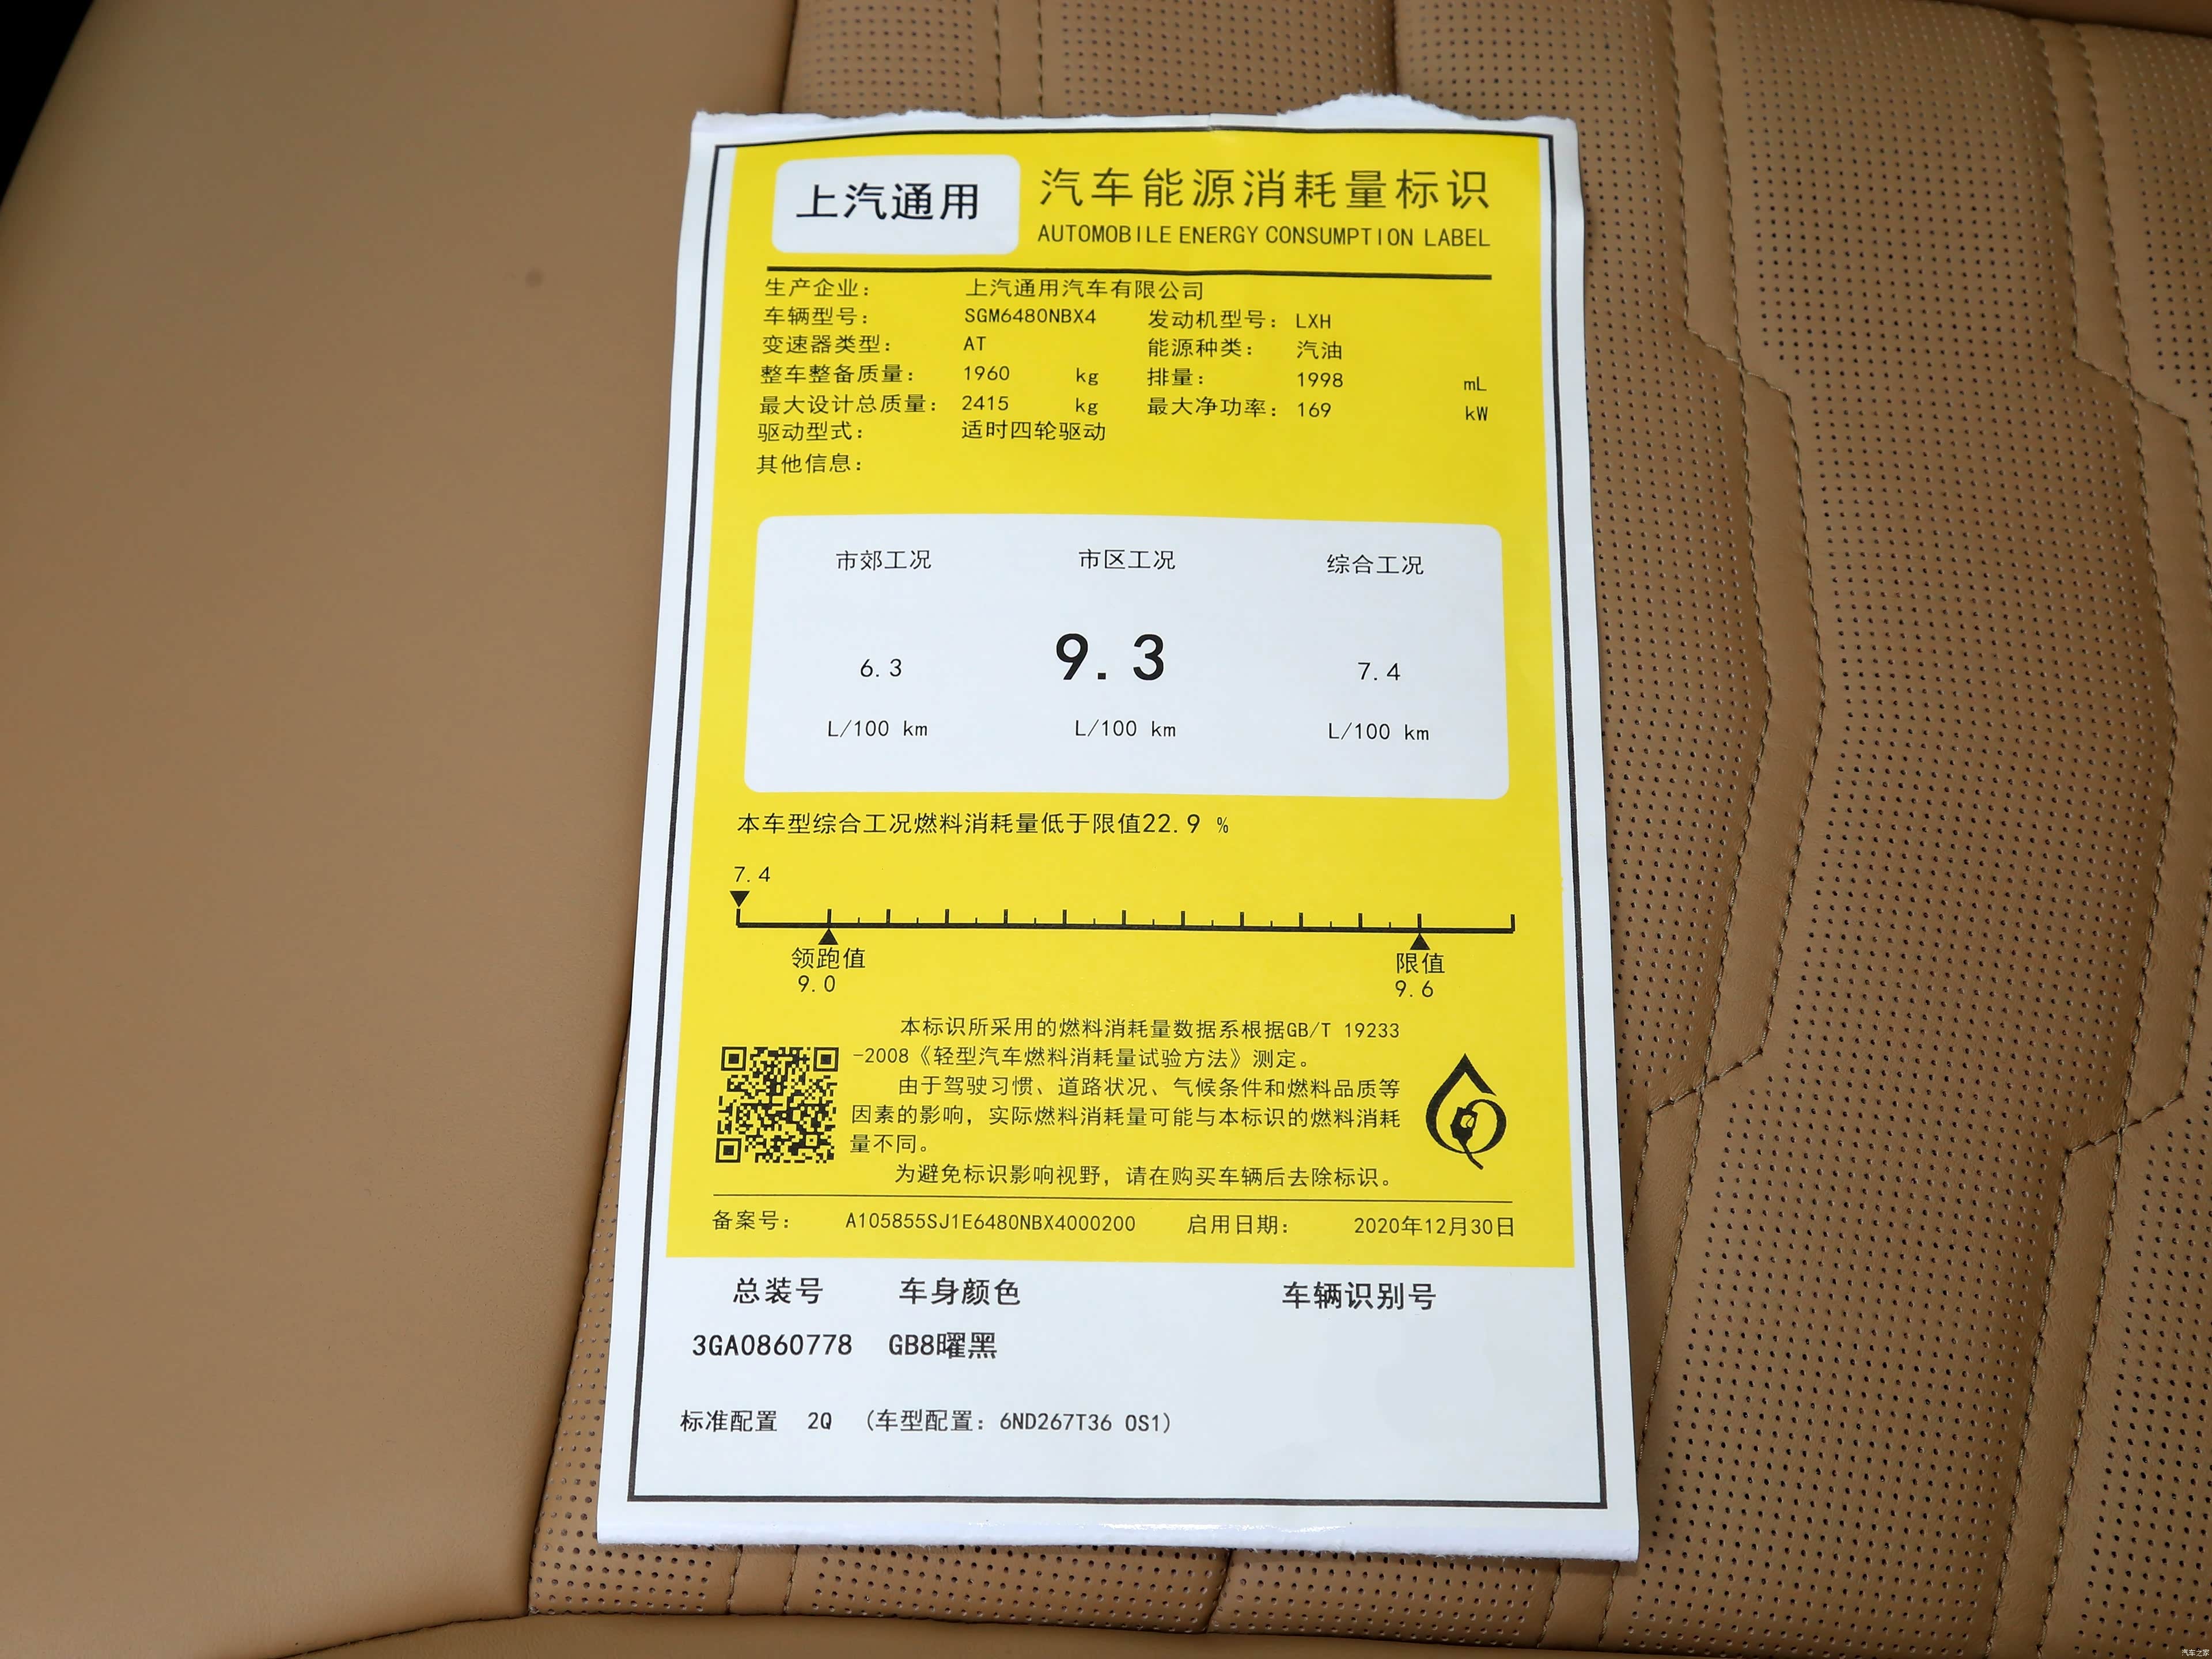 上汽通用
汽车能源消耗量标识
AUTOMOBILE ENERGY CONSUMPTION LABEL
生产企业: 上汽通用汽车有限公司
车辆型号: SGM6480NBX4 发动机型号: LXH
变速器类型: AT 能源种类: 汽油
整车整备质量: 1960 kg 排量: 1998 mL
最大设计总质量: 2415 kg 最大净功率: 169 kW
驱动型式: 适时四轮驱动
其他信息:
市郊工况 市区工况 综合工况
6.3 9.3 7.4
L/100 km L/100 km L/100 km
本车型综合工况燃料消耗量低于限值22.9 %
7.4
领跑值 限值
9.0 9.6
本标识所采用的燃料消耗量数据系根据GB/T 19233
-2008《轻型汽车燃料消耗量试验方法》测定。
由于驾驶习惯、道路状况、气候条件和燃料品质等
因素的影响，实际燃料消耗量可能与本标识的燃料消耗
量不同。
为避免标识影响视野，请在购买车辆后去除标识。
备案号: A105855SJ1E6480NBX4000200 启用日期: 2020年12月30日
总装号 车身颜色 车辆识别号
3GA0860778 GB8曜黑
标准配置 2Q (车型配置: 6ND267T36 0S1)
汽车之家